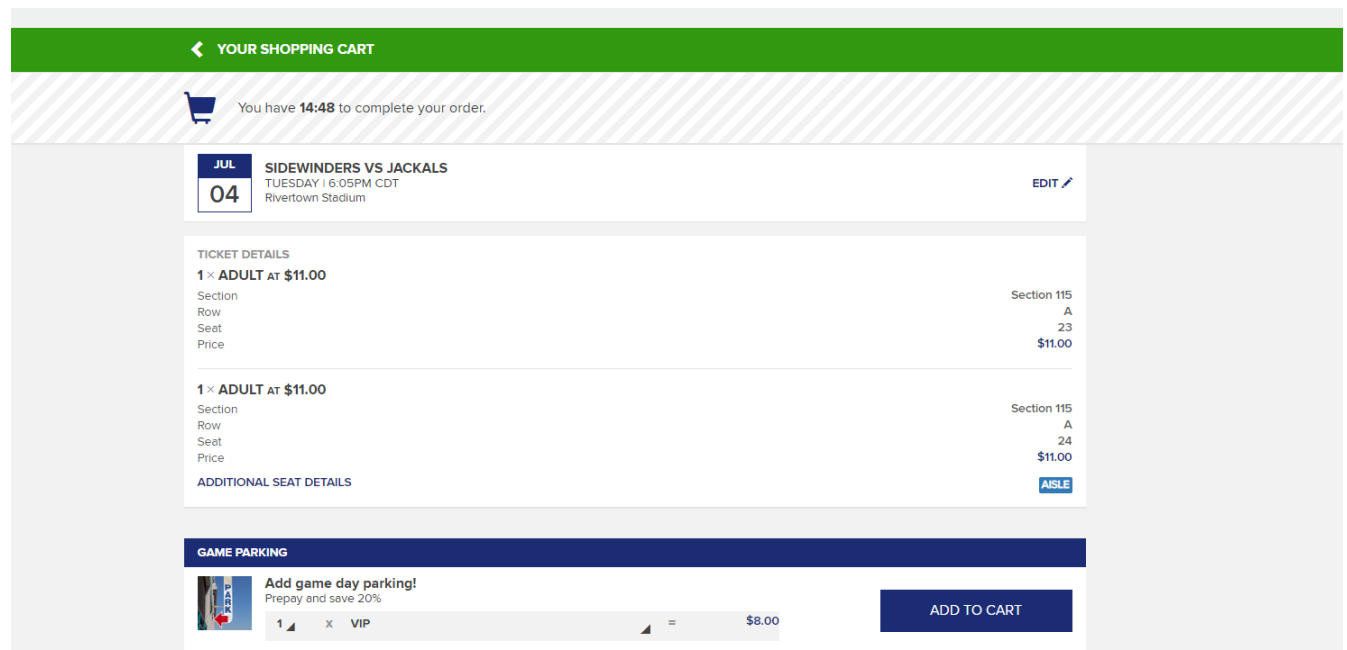 YOUR SHOPPING CART
You have 14:48 to complete your order.
JUL
04
SIDEWINDERS VS JACKALS
TUESDAY | 6:05PM CDT
Rivertown Stadium
EDIT
TICKET DETAILS
1 × ADULT AT $11.00
Section Section 115
Row A
Seat 23
Price $11.00
1 × ADULT AT $11.00
Section Section 115
Row A
Seat 24
Price $11.00
ADDITIONAL SEAT DETAILS AISLE
GAME PARKING
PARK
Add game day parking!
Prepay and save 20%
1 x VIP = $8.00
ADD TO CART